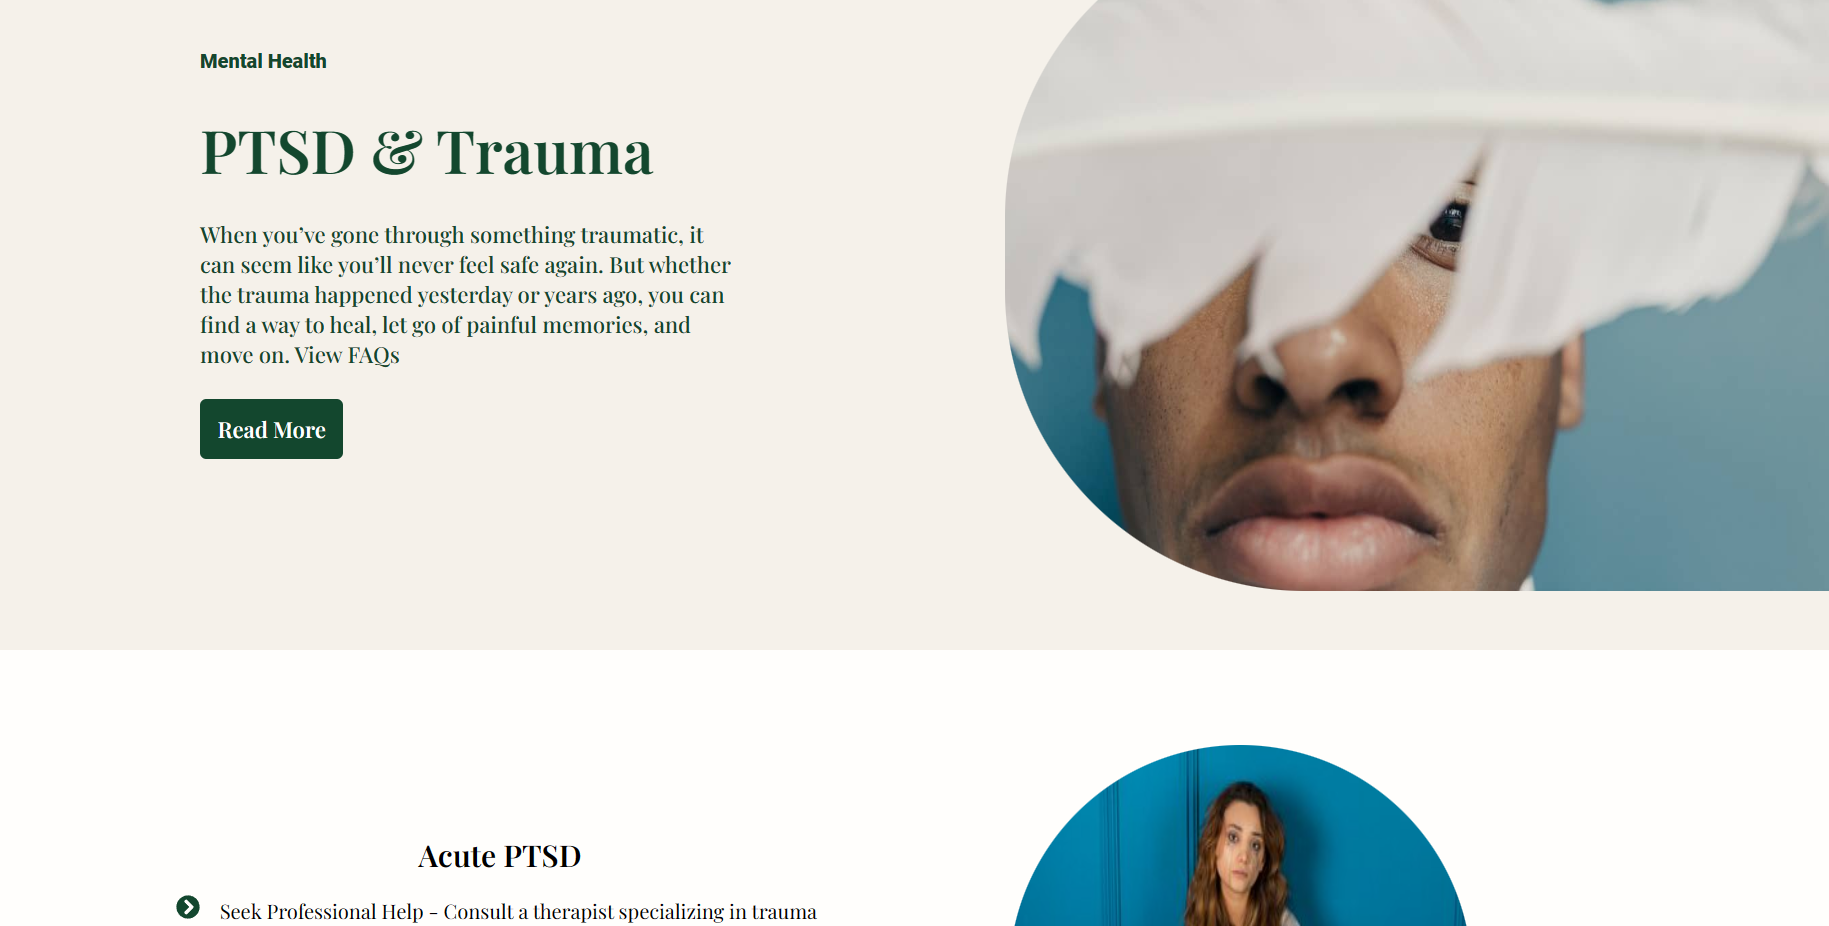 Mental Health
PTSD & Trauma
When you’ve gone through something traumatic, it
can seem like you’ll never feel safe again. But whether
the trauma happened yesterday or years ago, you can
find a way to heal, let go of painful memories, and
move on. View FAQs
Read More
Acute PTSD
Seek Professional Help - Consult a therapist specializing in trauma